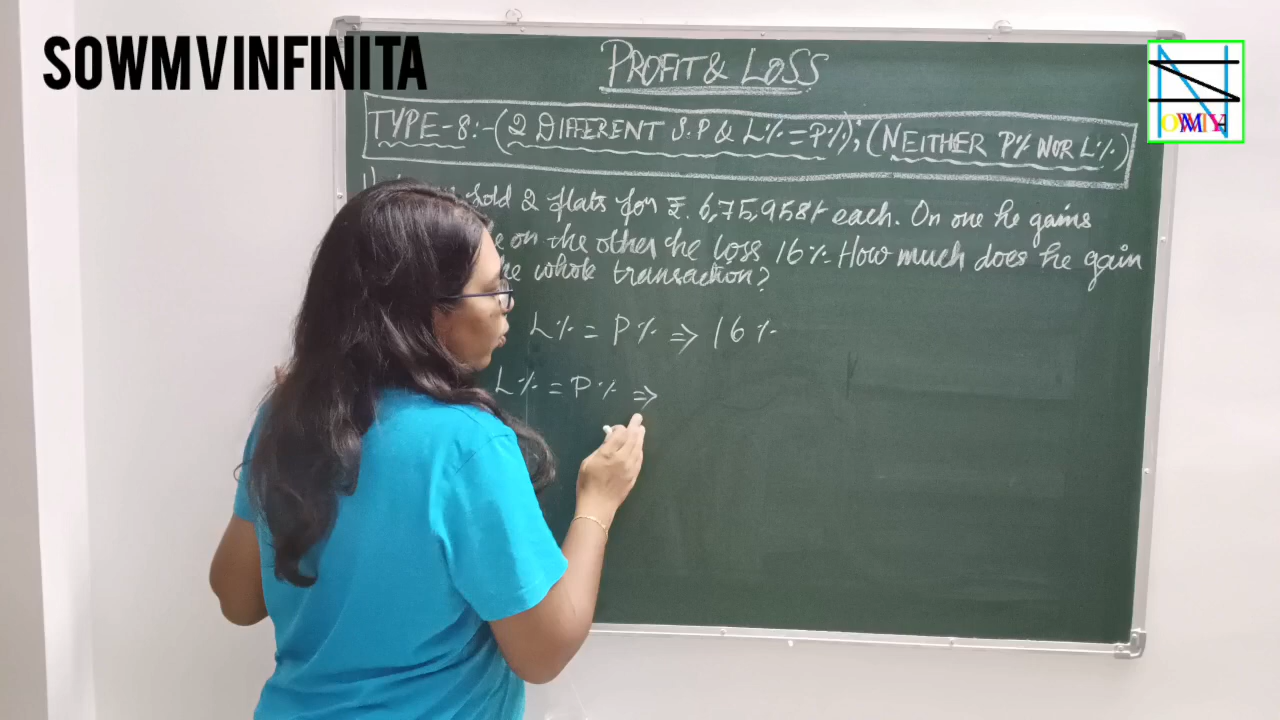 SOWMVINFINITA
PROFIT & LOSS
TYPE-8:-(2 DIFFERENT S.P & L%=P%); (NEITHER P% NOR L%)
1) sold 2 flats for ₹. 6,75,958/- each. On one he gains
on the other he loss 16%. How much does he gain
whole transaction?
L% = P% ⇒ 16%
L% = P% ⇒